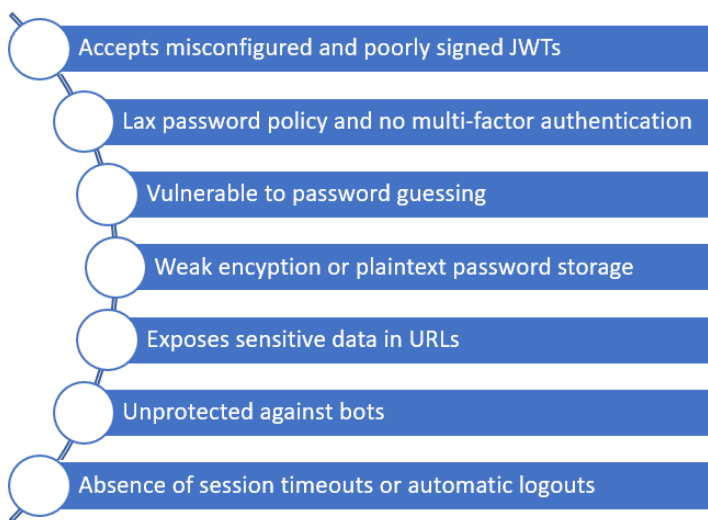 Accepts misconfigured and poorly signed JWTs
Lax password policy and no multi-factor authentication
Vulnerable to password guessing
Weak encyption or plaintext password storage
Exposes sensitive data in URLs
Unprotected against bots
Absence of session timeouts or automatic logouts